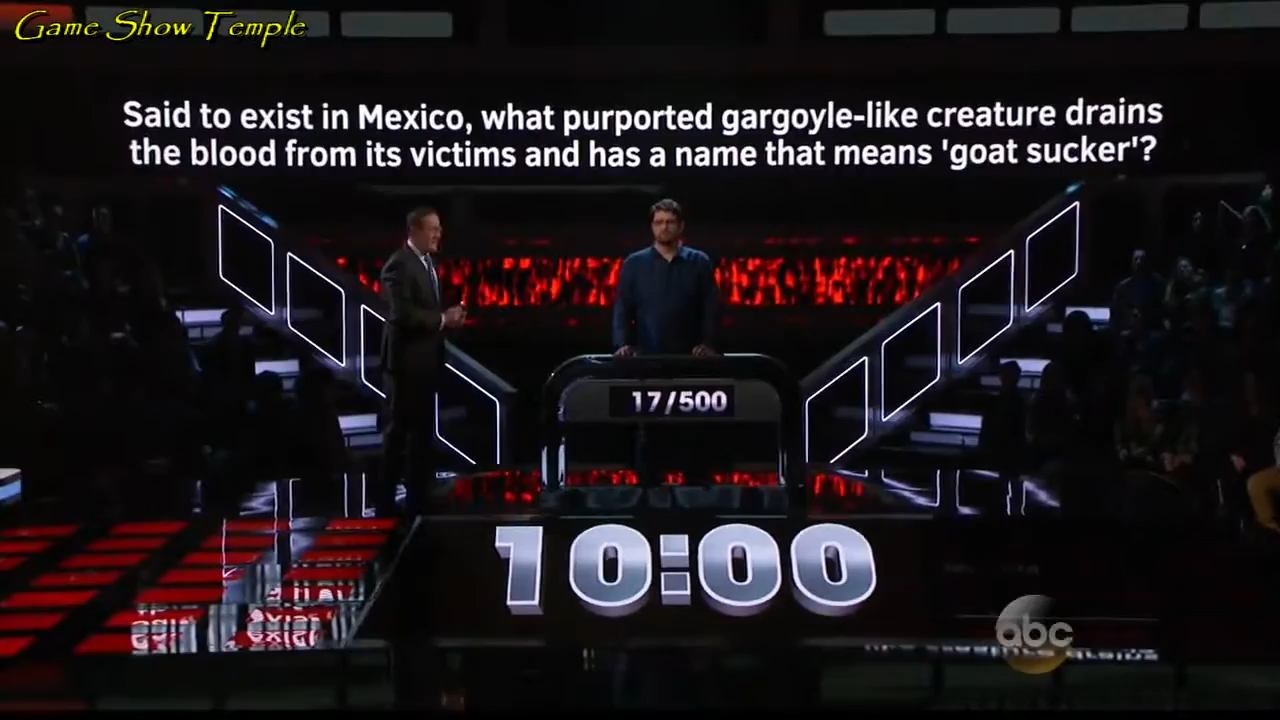 Game Show Temple
Said to exist in Mexico, what purported gargoyle-like creature drains
the blood from its victims and has a name that means 'goat sucker'?
17/500
10:00
abc